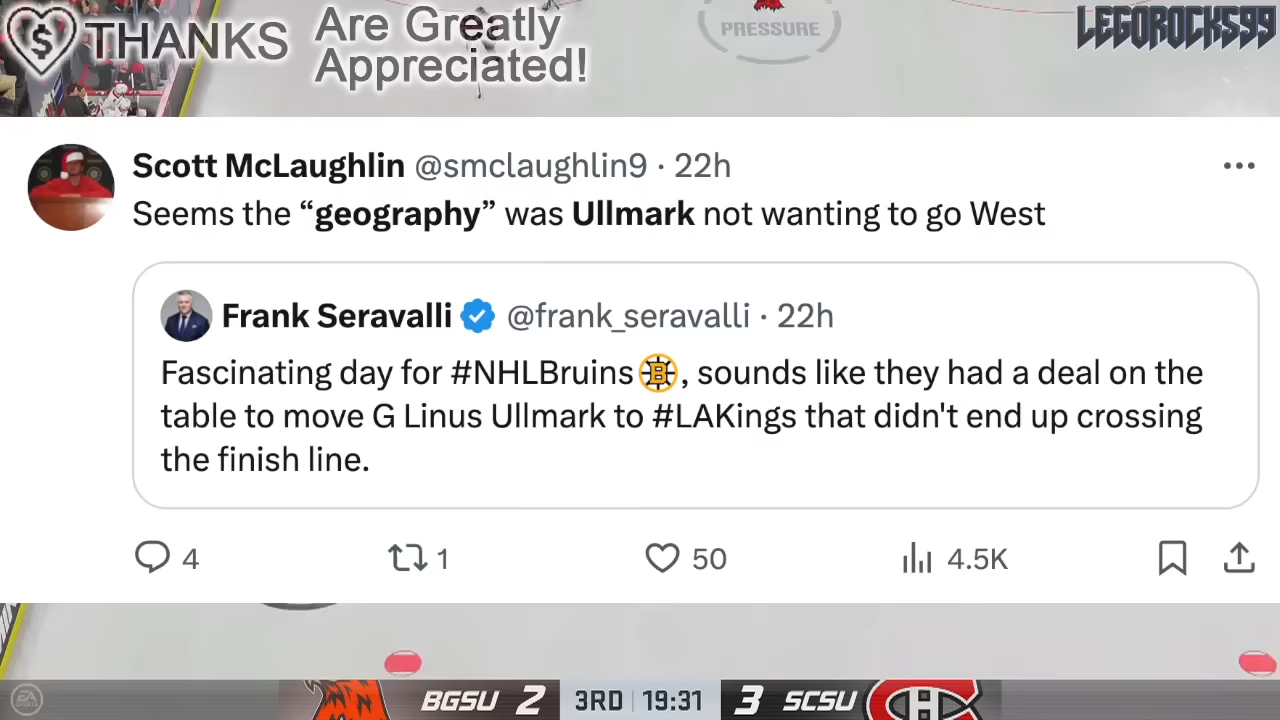 THANKS Are Greatly
Appreciated!
PRESSURE
LEGOROCKS99
Scott McLaughlin @smclaughlin9 · 22h
Seems the “geography” was Ullmark not wanting to go West
Frank Seravalli @frank_seravalli · 22h
Fascinating day for #NHLBruins B, sounds like they had a deal on the
table to move G Linus Ullmark to #LAKings that didn't end up crossing
the finish line.
4 1 50 4.5K
EA SPORTS BGSU 2 3RD 19:31 3 SCSU